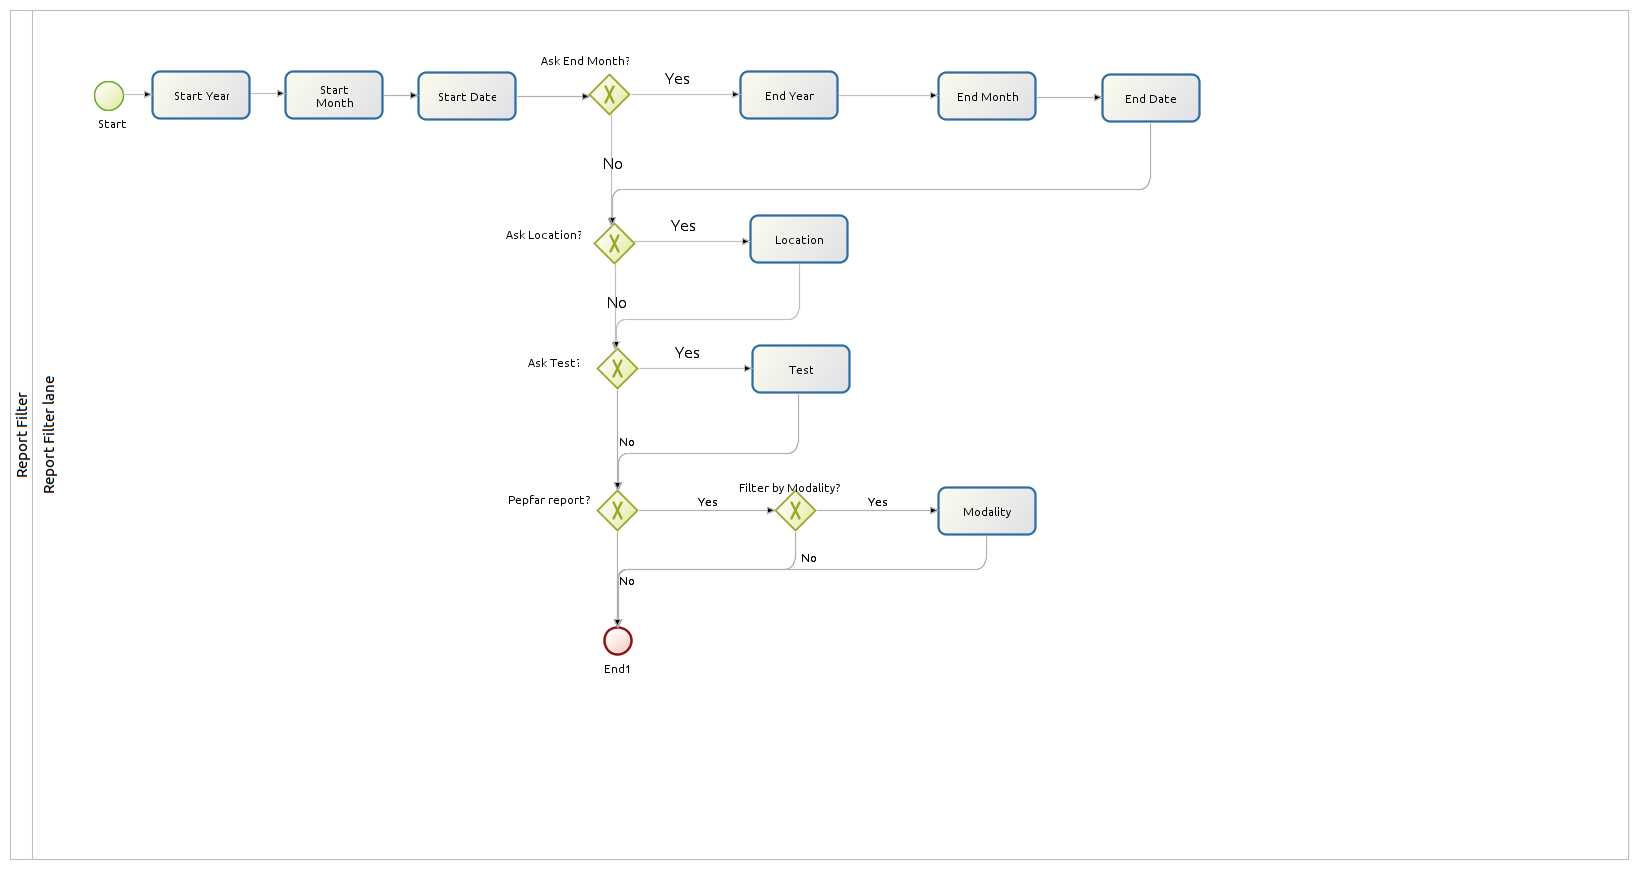 Report Filter
Report Filter lane
Ask End Month?
Start
Start Year
Start
Month
Start Date
Yes
End Year
End Month
End Date
No
Ask Location?
Yes
Location
No
Ask Test?
Yes
Test
No
Pepfar report?
Yes
Filter by Modality?
Yes
Modality
No
No
End1